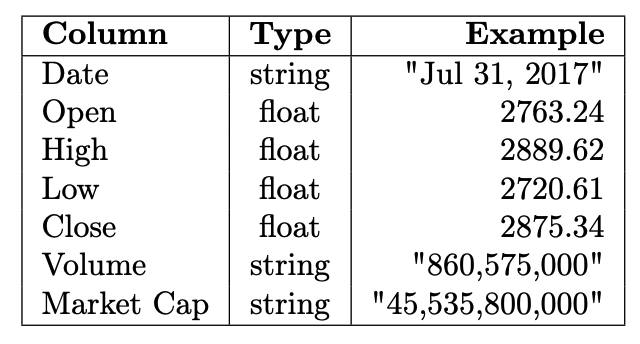 Column Type Example
Date string "Jul 31, 2017"
Open float 2763.24
High float 2889.62
Low float 2720.61
Close float 2875.34
Volume string "860,575,000"
Market Cap string "45,535,800,000"